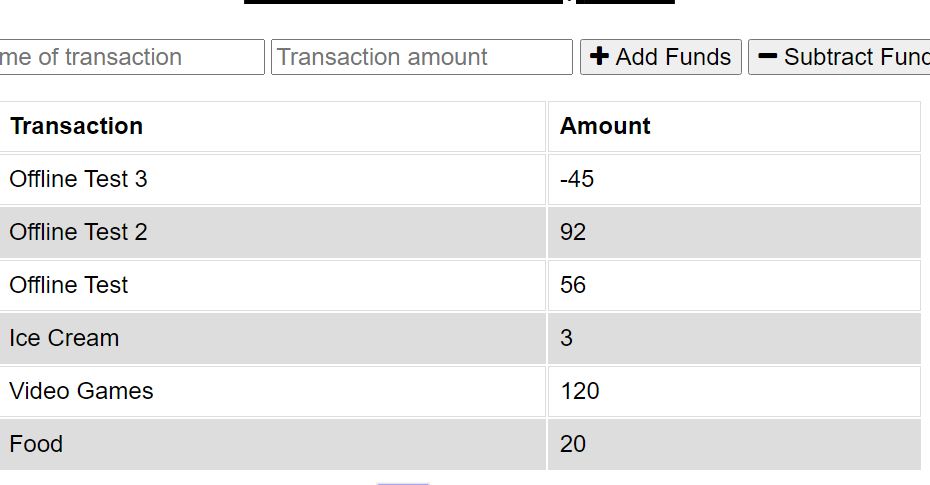 me of transaction Transaction amount + Add Funds − Subtract Fund
Transaction Amount
Offline Test 3 -45
Offline Test 2 92
Offline Test 56
Ice Cream 3
Video Games 120
Food 20